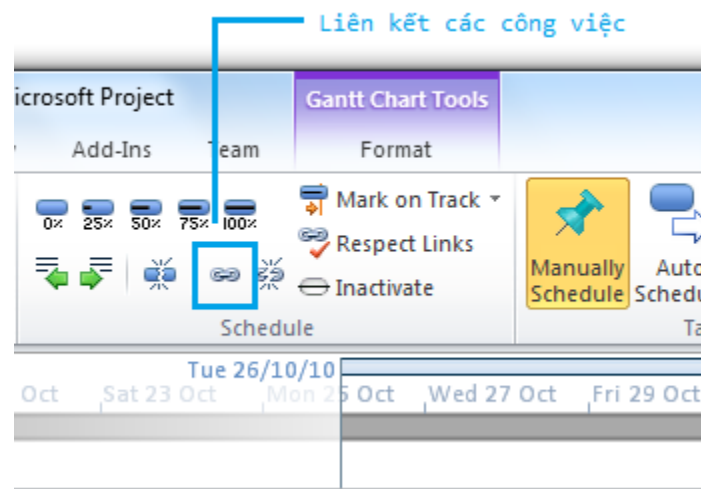 Liên kết các công việc
icrosoft Project
Gantt Chart Tools
Add-Ins Team Format
0% 25% 50% 75% 100%
Mark on Track
Respect Links
Inactivate
Manually
Schedule
Schedule
Tue 26/10/10
Oct Sat 23 Oct Mon 25 Oct Wed 27 Oct Fri 29 Oct